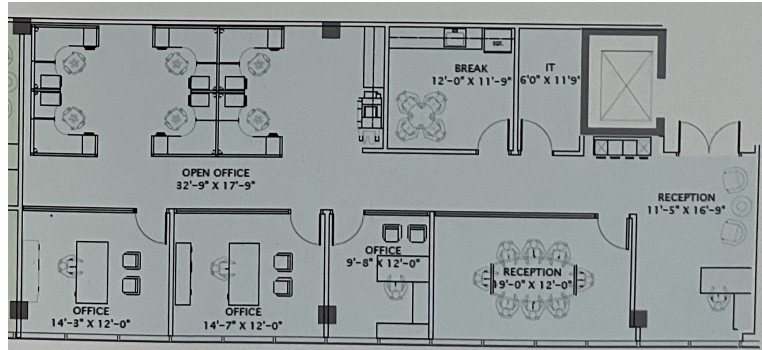 BREAK
12'-0" X 11'-9"
IT
6'0" X 11'9"
REF.
OPEN OFFICE
32'-9" X 17'-9"
RECEPTION
11'-5" X 16'-9"
OFFICE
14'-3" X 12'-0"
OFFICE
14'-7" X 12'-0"
OFFICE
9'-8" X 12'-0"
RECEPTION
19'-0" X 12'-0"